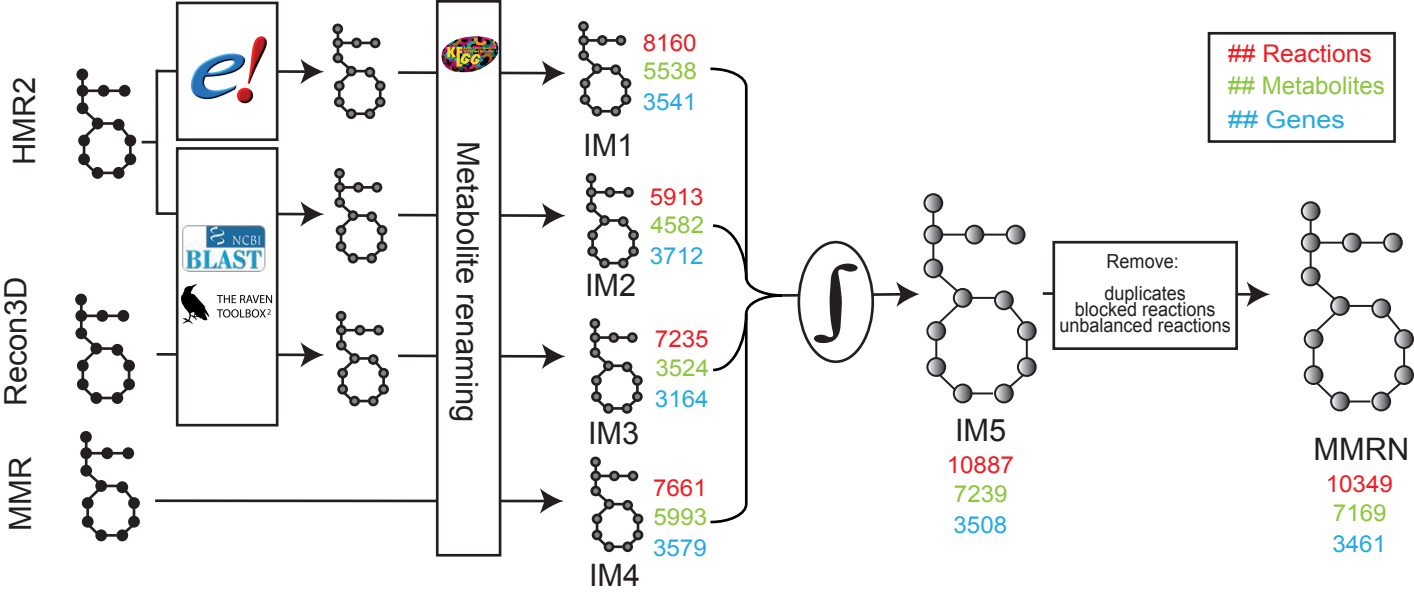 HMR2
Recon3D
MMR
e!
NCBI
BLAST
THE RAVEN
TOOLBOX²
KEGG
Metabolite renaming
8160
5538
3541
IM1
5913
4582
3712
IM2
7235
3524
3164
IM3
7661
5993
3579
IM4
∫
IM5
10887
7239
3508
Remove:
duplicates
blocked reactions
unbalanced reactions
MMRN
10349
7169
3461
## Reactions
## Metabolites
## Genes